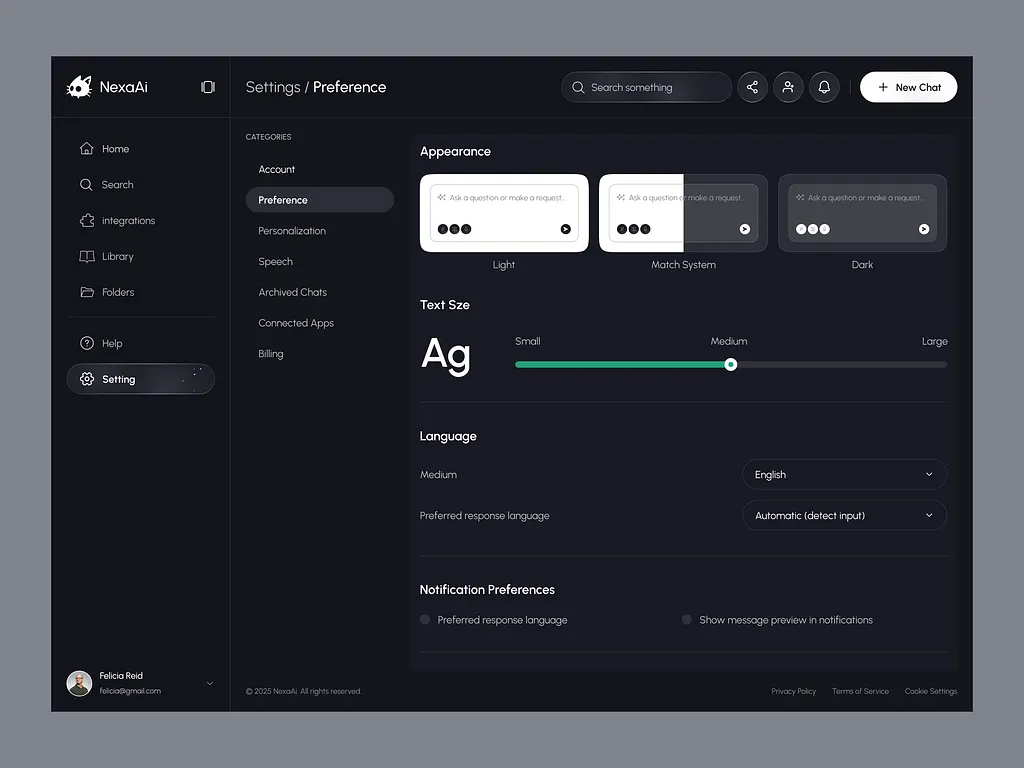 NexaAi
Settings / Preference
Search something
New Chat
Home
Search
integrations
Library
Folders
Help
Setting
Felicia Reid
felicia@gmail.com
CATEGORIES
Account
Preference
Personalization
Speech
Archived Chats
Connected Apps
Billing
Appearance
Ask a question or make a request..
Ask a question or make a request..
Ask a question or make a request..
Light
Match System
Dark
Text Sze
Ag
Small
Medium
Large
Language
Medium
English
Preferred response language
Automatic (detect input)
Notification Preferences
Preferred response language
Show message preview in notifications
© 2025 NexaAi. All rights reserved.
Privacy Policy
Terms of Service
Cookie Settings